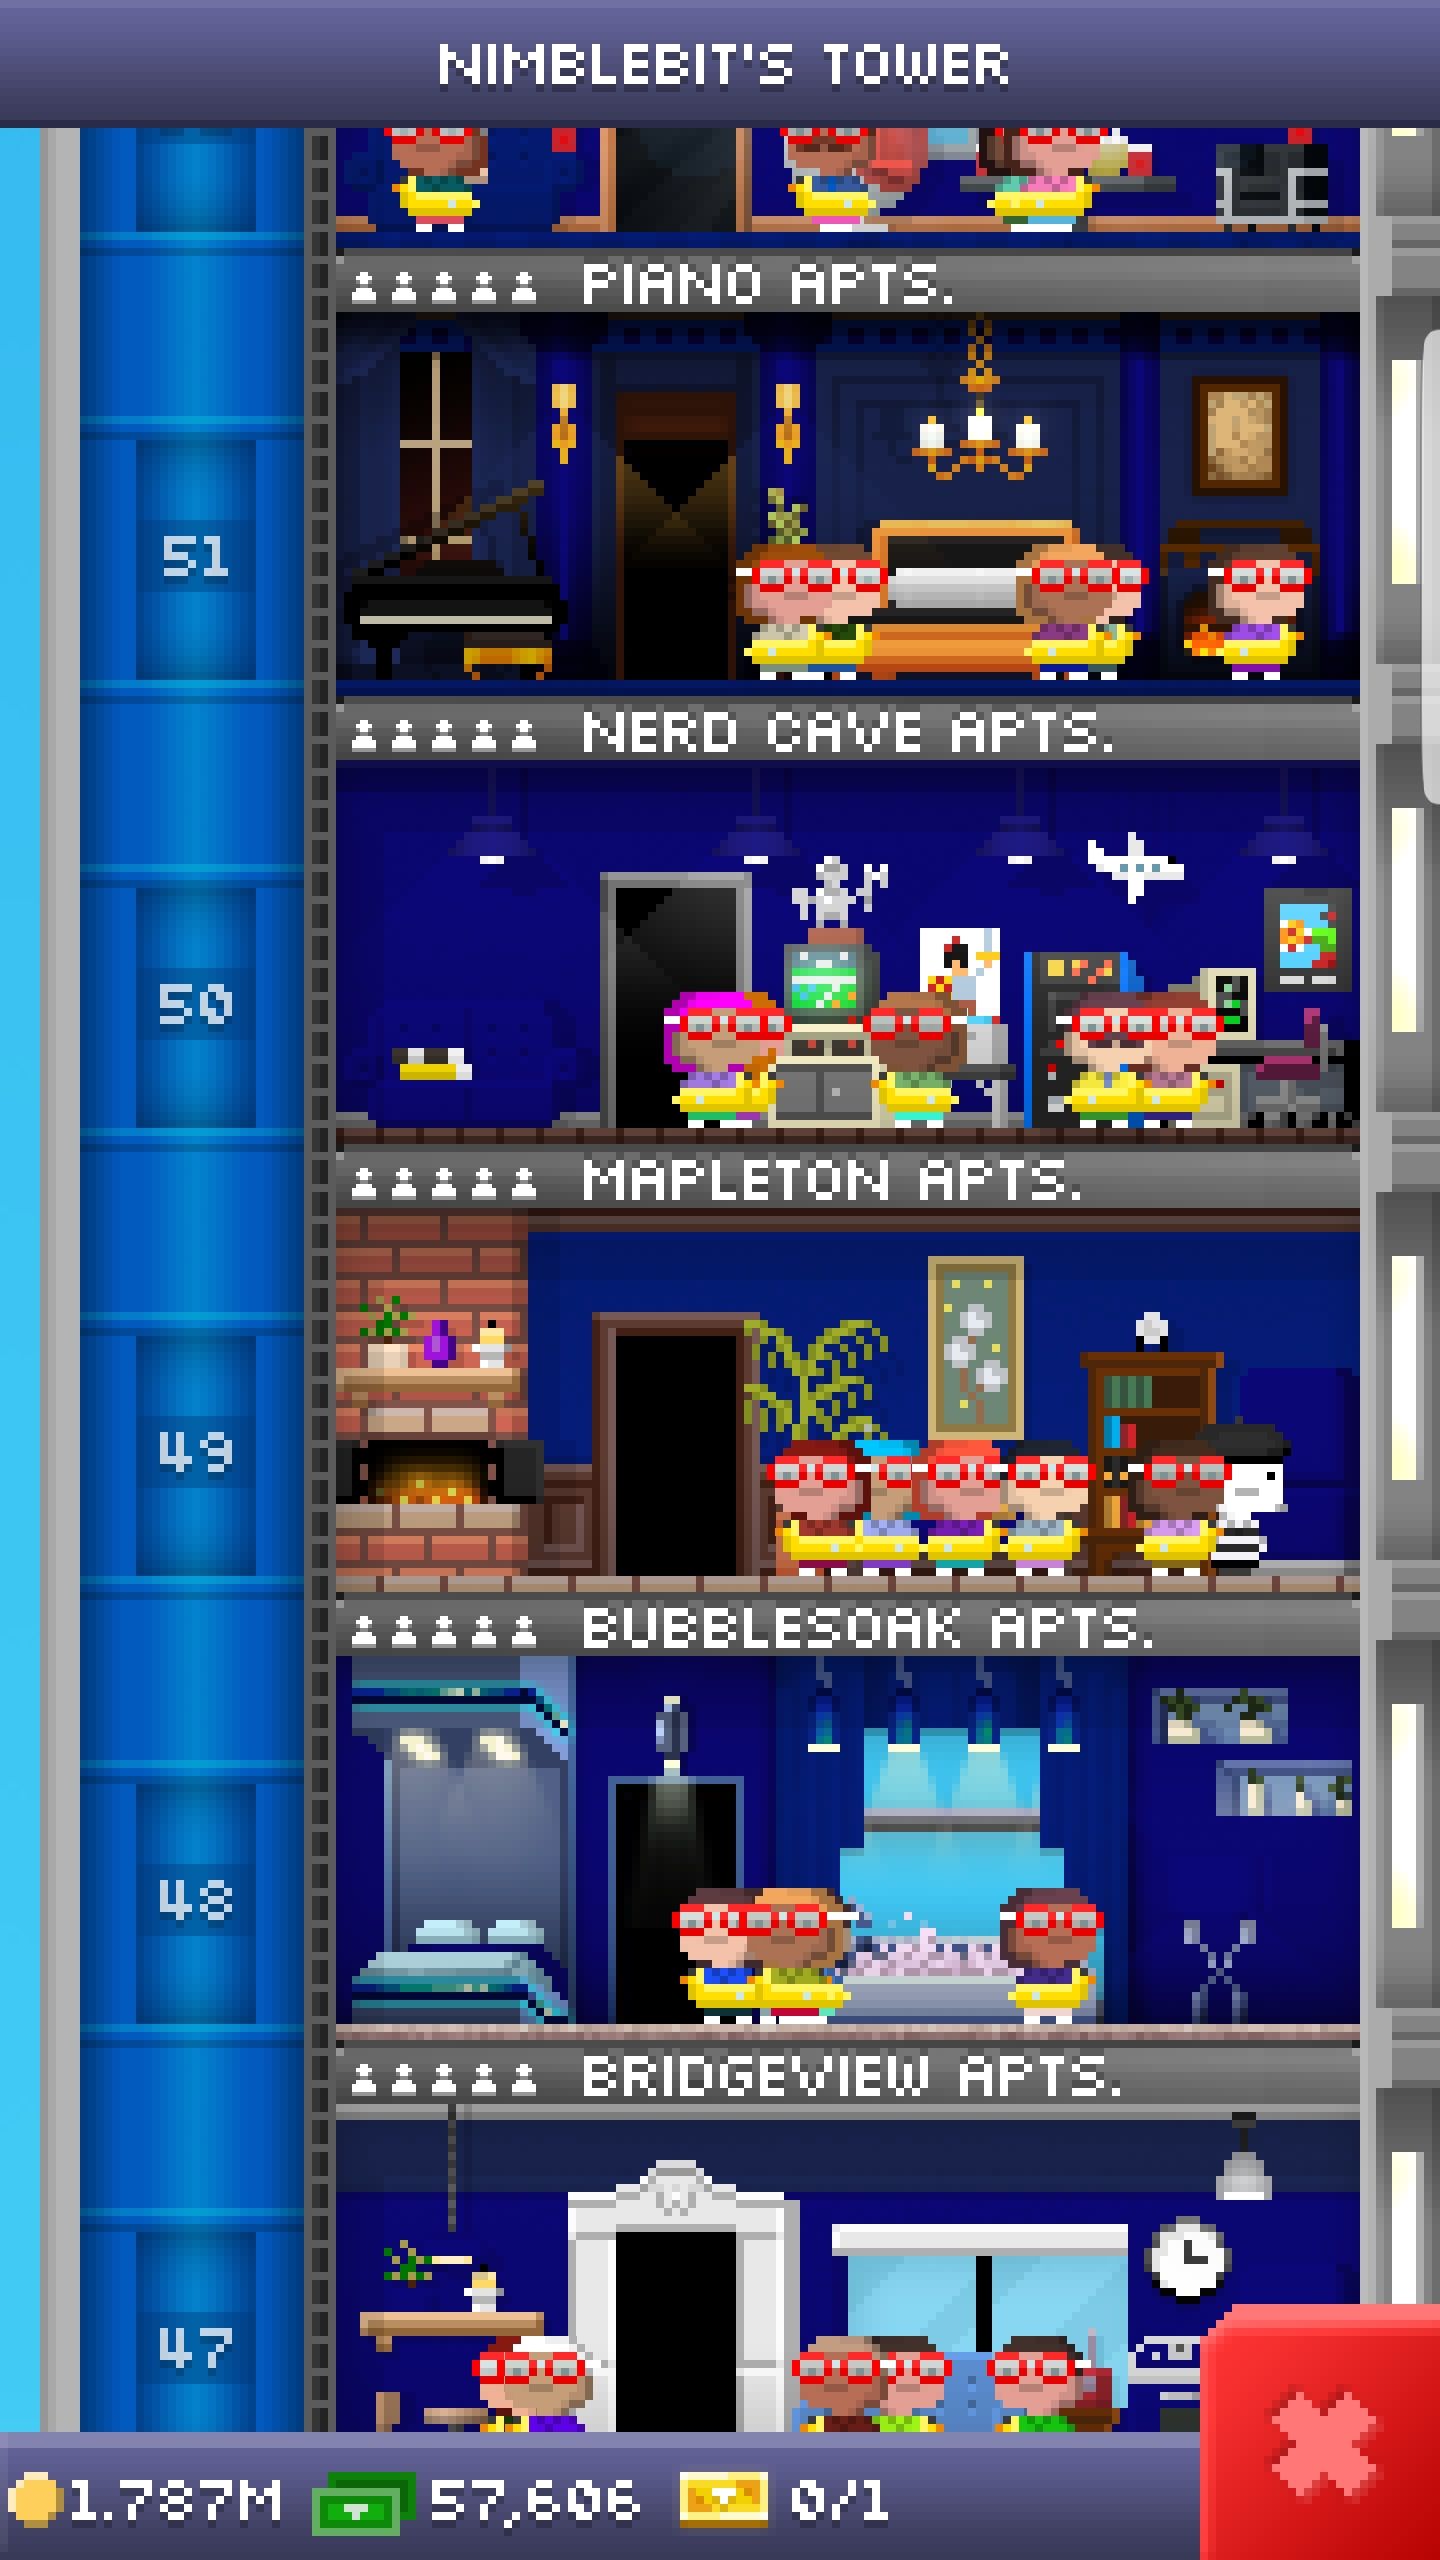 NIMBLEBIT'S TOWER
PIANO APTS.
51
NERD CAVE APTS.
50
MAPLETON APTS.
49
BUBBLESOAK APTS.
48
BRIDGEVIEW APTS.
47
1.787M 57,606 0/1